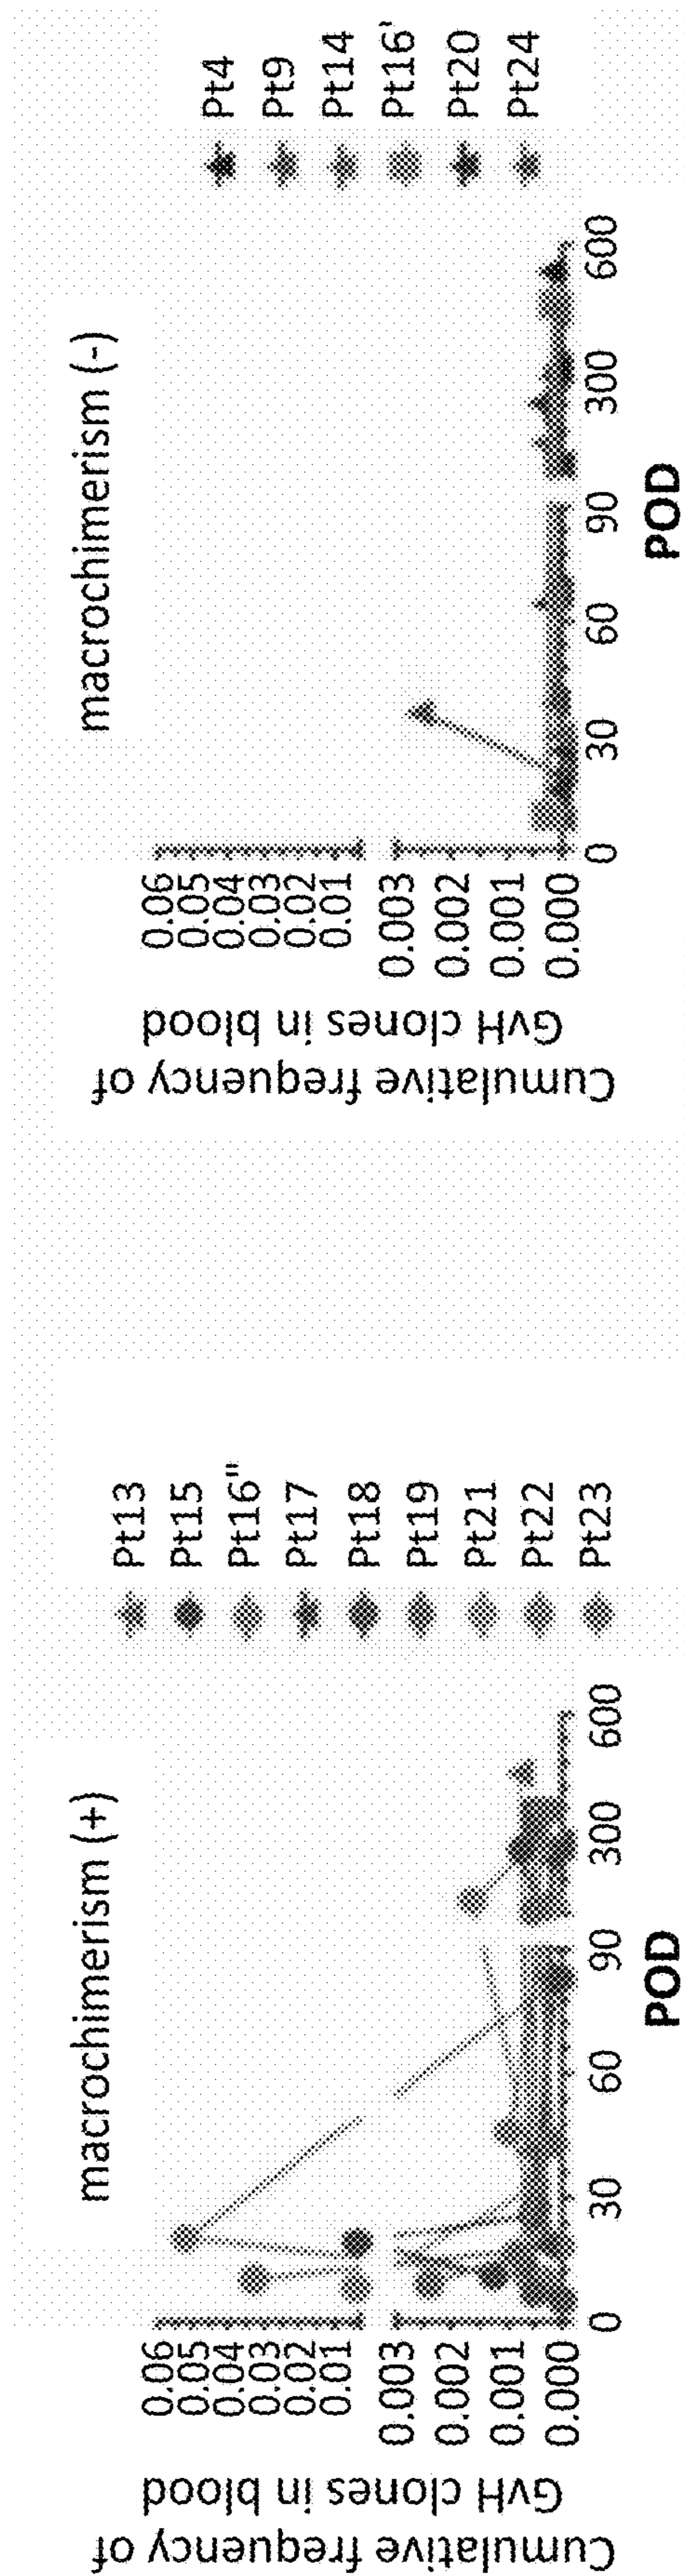 macrochimerism (+)
Cumulative frequency of
GvH clones in blood
0.06
0.05
0.04
0.03
0.02
0.01
0.003
0.002
0.001
0.000
0
30
60
90
300
600
POD
Pt13
Pt15
Pt16"
Pt17
Pt18
Pt19
Pt21
Pt22
Pt23
macrochimerism (-)
Cumulative frequency of
GvH clones in blood
0.06
0.05
0.04
0.03
0.02
0.01
0.003
0.002
0.001
0.000
0
30
60
90
300
600
POD
Pt4
Pt9
Pt14
Pt16'
Pt20
Pt24